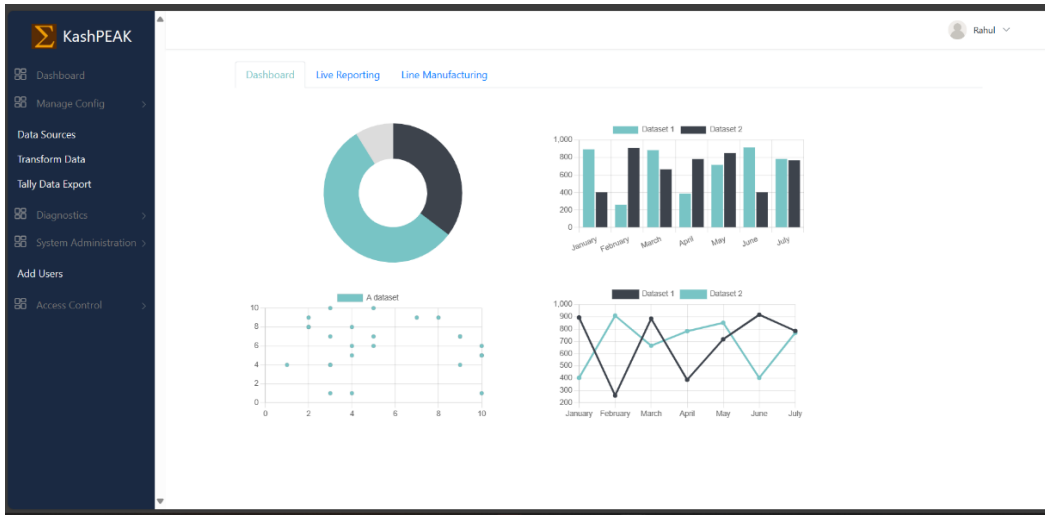 KashPEAK
Dashboard
Manage Config
Data Sources
Transform Data
Tally Data Export
Diagnostics
System Administration
Add Users
Access Control
Rahul
Dashboard Live Reporting Line Manufacturing
Dataset 1 Dataset 2
1,000
800
600
400
200
0
January February March April May June July
A dataset
10
8
6
4
2
0
0 2 4 6 8 10
Dataset 1 Dataset 2
1,000
900
800
700
600
500
400
300
200
January February March April May June July